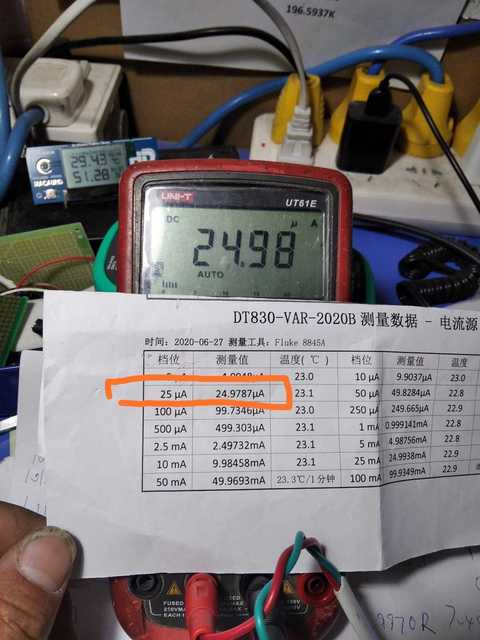 196.5937K
29.43℃
51.28
UNI-T
UT61E
DC
μ A
24.98
AUTO
DT830-VAR-2020B 测量数据 - 电流源
时间: 2020-06-27 测量工具: Fluke 8845A
档位 测量值 温度(℃) 档位 测量值 温度
23.0 10 μA 9.9037μA 23.0
25 μA 24.9787μA 23.1 50 μA 49.8284μA 22.8
100 μA 99.7346μA 23.0 250 μA 249.665μA 22.9
500 μA 499.303μA 23.1 1 mA 0.999141mA 22.8
2.5 mA 2.49732mA 23.1 5 mA 4.98756mA 22.8
10 mA 9.98458mA 23.1 25 mA 24.9938mA 22.9
50 mA 49.9693mA 23.3℃/1分钟 100 mA 99.9349mA 22.9
FUSED
EACH
9970R